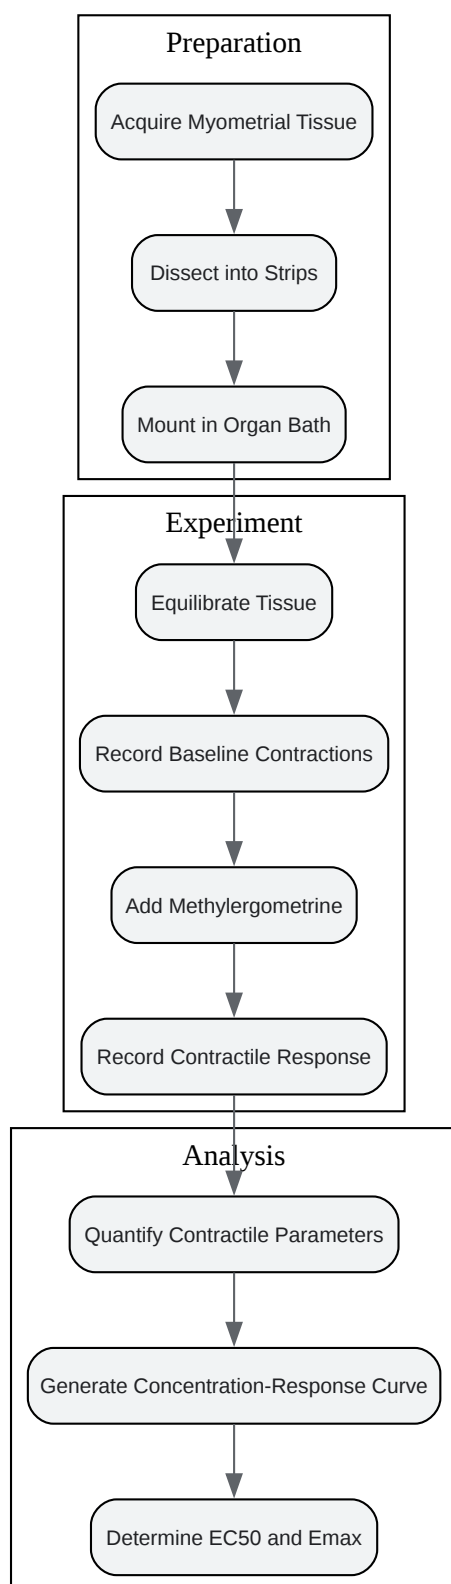 Preparation
Acquire Myometrial Tissue
Dissect into Strips
Mount in Organ Bath
Experiment
Equilibrate Tissue
Record Baseline Contractions
Add Methylergometrine
Record Contractile Response
Analysis
Quantify Contractile Parameters
Generate Concentration-Response Curve
Determine EC50 and Emax